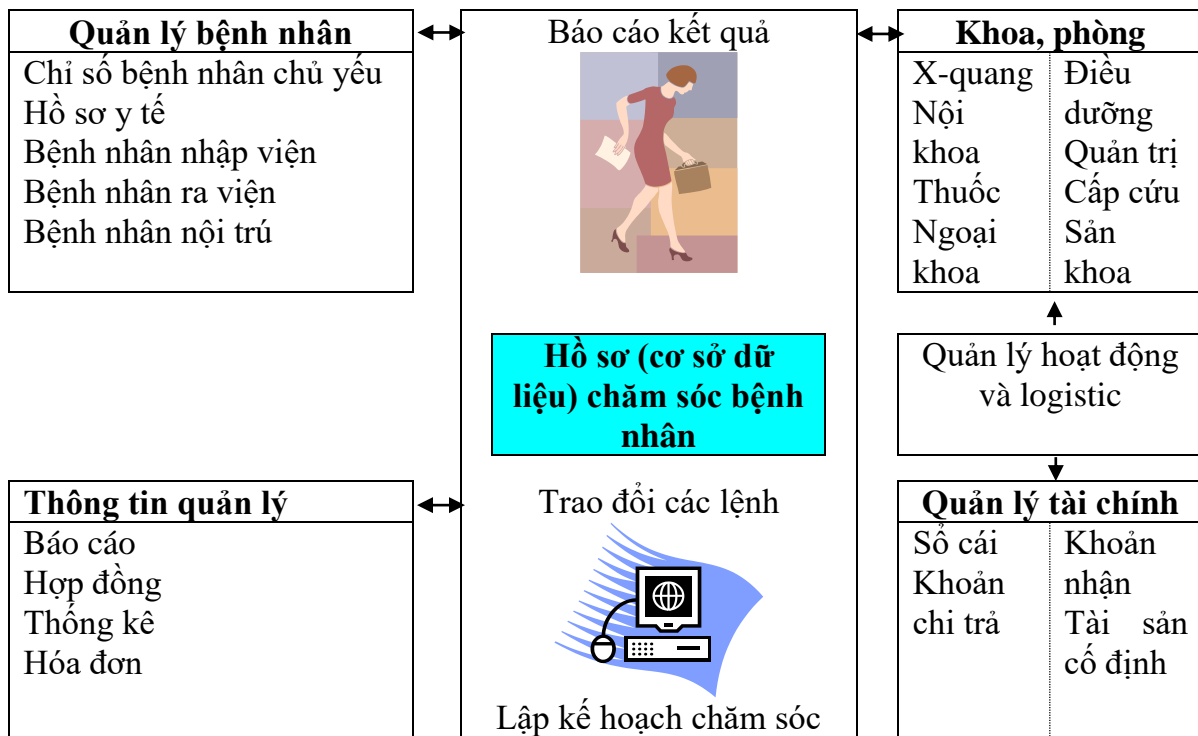 Quản lý bệnh nhân
Chỉ số bệnh nhân chủ yếu
Hồ sơ y tế
Bệnh nhân nhập viện
Bệnh nhân ra viện
Bệnh nhân nội trú
Báo cáo kết quả
Khoa, phòng
X-quang
Nội
khoa
Thuốc
Ngoại
khoa
Điều
dưỡng
Quản trị
Cấp cứu
Sản
khoa
Hồ sơ (cơ sở dữ
liệu) chăm sóc bệnh
nhân
Quản lý hoạt động
và logistic
Thông tin quản lý
Báo cáo
Hợp đồng
Thống kê
Hóa đơn
Trao đổi các lệnh
Lập kế hoạch chăm sóc
Quản lý tài chính
Sổ cái
Khoản
chi trả
Khoản
nhận
Tài sản
cố định